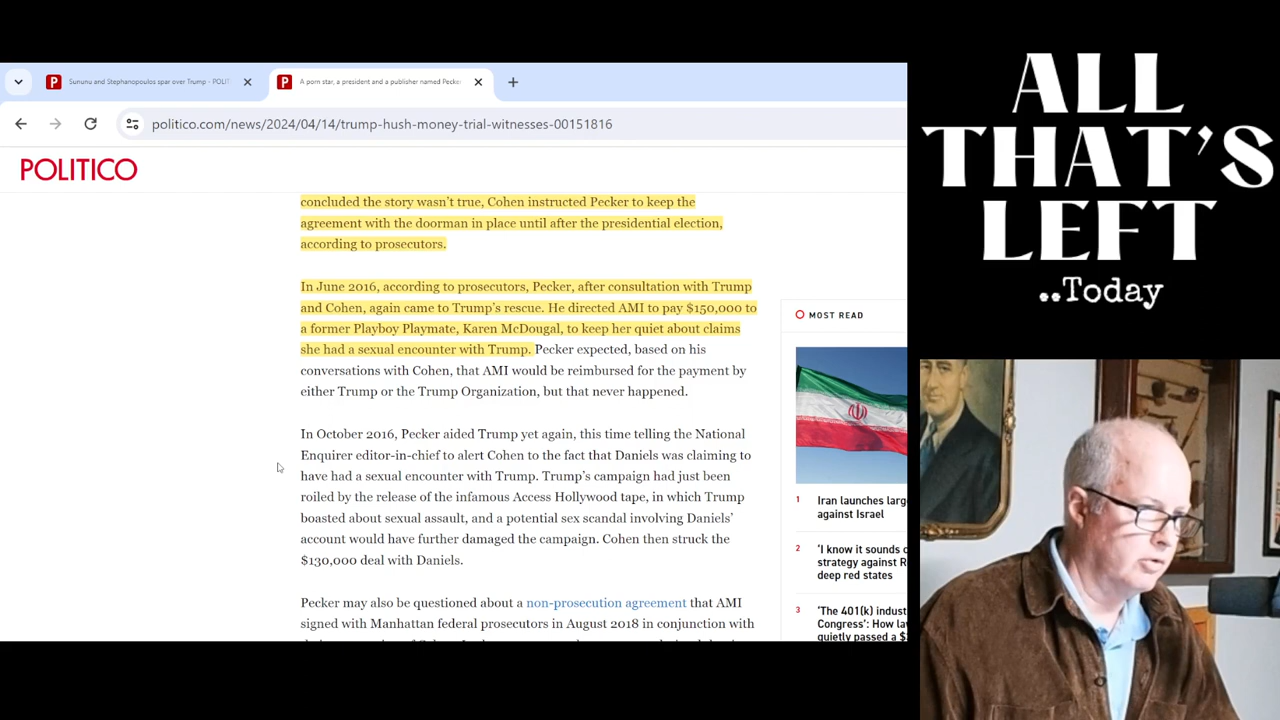 Sununu and Stephanopoulos spar over Trump - POLIT
A porn star, a president and a publisher named Pecke
politico.com/news/2024/04/14/trump-hush-money-trial-witnesses-00151816
POLITICO
concluded the story wasn't true, Cohen instructed Pecker to keep the
agreement with the doorman in place until after the presidential election,
according to prosecutors.
In June 2016, according to prosecutors, Pecker, after consultation with Trump
and Cohen, again came to Trump's rescue. He directed AMI to pay $150,000 to
a former Playboy Playmate, Karen McDougal, to keep her quiet about claims
she had a sexual encounter with Trump. Pecker expected, based on his
conversations with Cohen, that AMI would be reimbursed for the payment by
either Trump or the Trump Organization, but that never happened.
In October 2016, Pecker aided Trump yet again, this time telling the National
Enquirer editor-in-chief to alert Cohen to the fact that Daniels was claiming to
have had a sexual encounter with Trump. Trump's campaign had just been
roiled by the release of the infamous Access Hollywood tape, in which Trump
boasted about sexual assault, and a potential sex scandal involving Daniels'
account would have further damaged the campaign. Cohen then struck the
$130,000 deal with Daniels.
Pecker may also be questioned about a non-prosecution agreement that AMI
signed with Manhattan federal prosecutors in August 2018 in conjunction with
MOST READ
1 Iran launches larg
against Israel
2 'I know it sounds c
strategy against R
deep red states
3 'The 401(k) indust
Congress': How la
quietly passed a $
ALL
THAT'S
LEFT
..Today